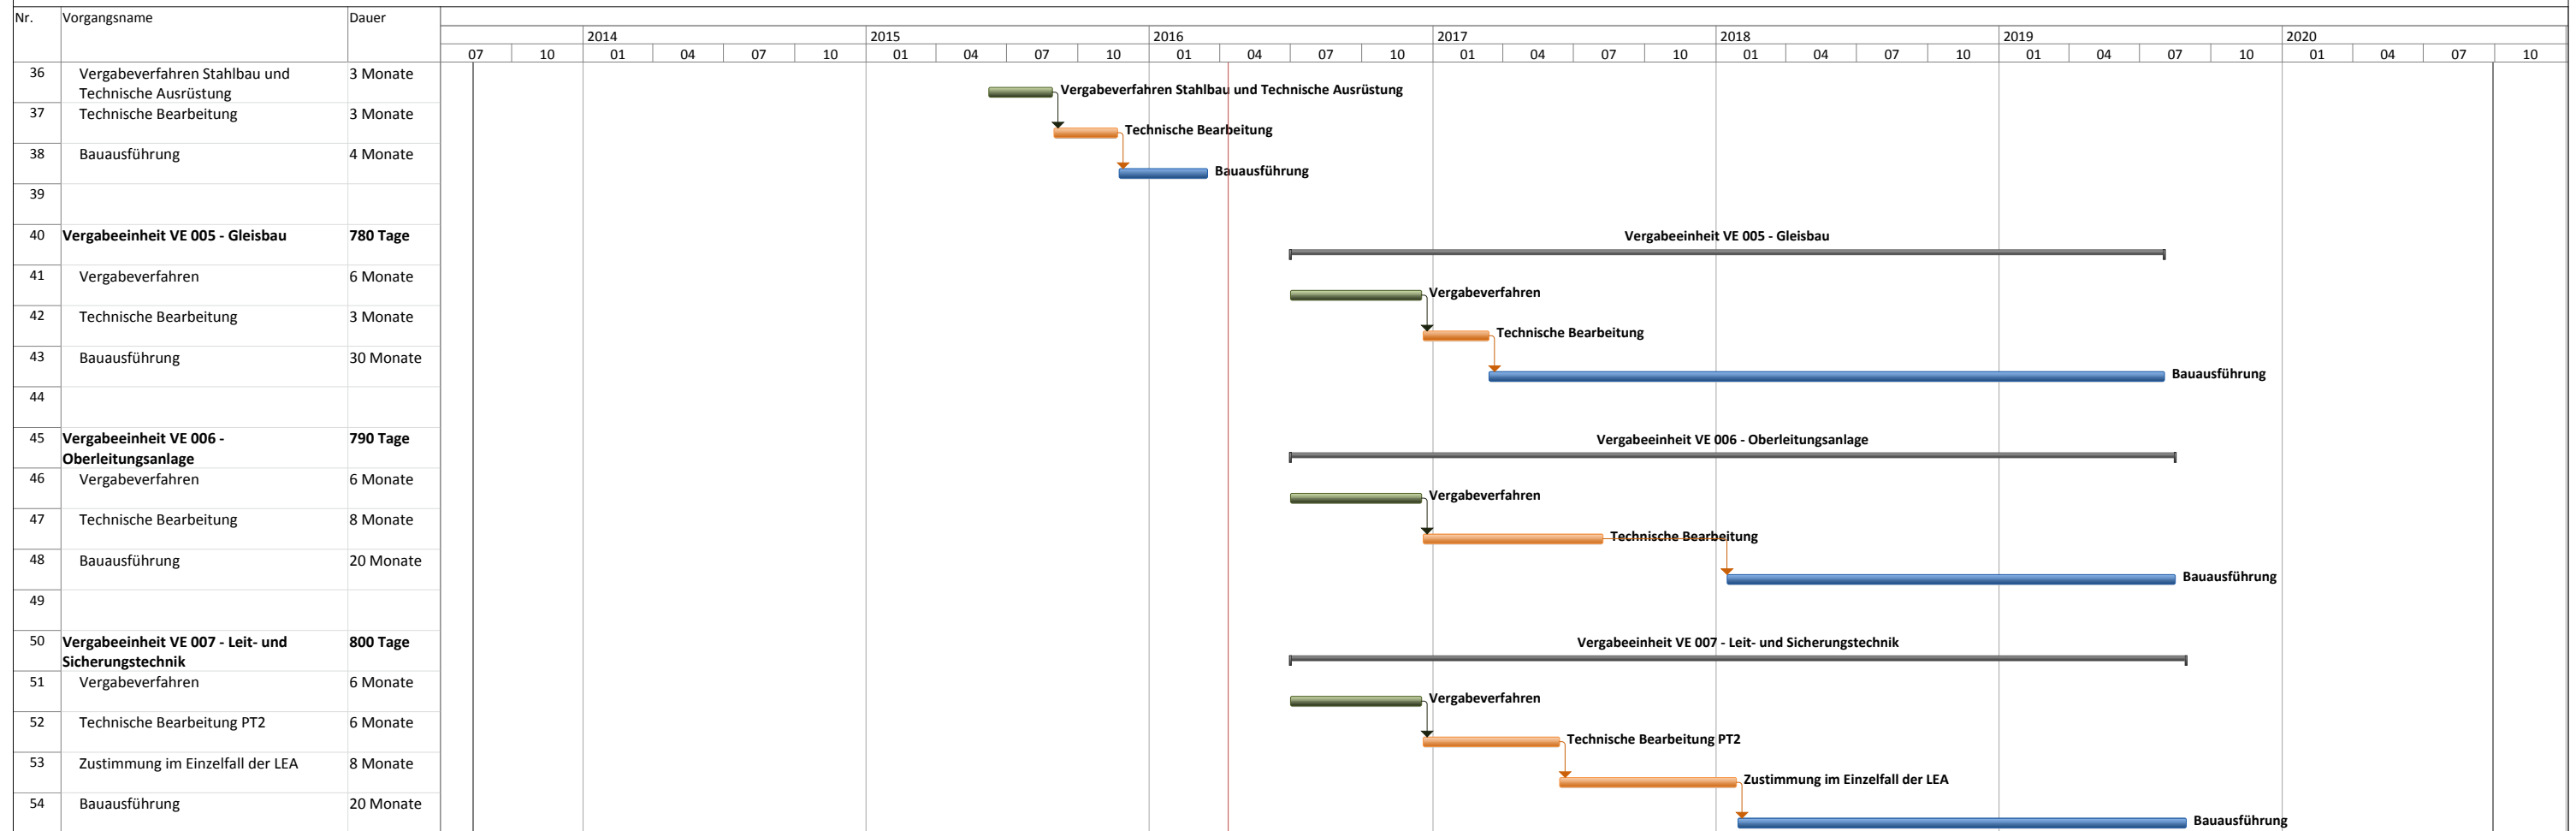 Nr. Vorgangsname Dauer
2014 2015 2016 2017 2018 2019 2020
07 10 01 04 07 10 01 04 07 10 01 04 07 10 01 04 07 10 01 04 07 10 01 04 07 10 01 04 07 10
36 Vergabeverfahren Stahlbau und 3 Monate
Technische Ausrüstung
Vergabeverfahren Stahlbau und Technische Ausrüstung
37 Technische Bearbeitung 3 Monate
Technische Bearbeitung
38 Bauausführung 4 Monate
Bauausführung
39
40 Vergabeeinheit VE 005 - Gleisbau 780 Tage
Vergabeeinheit VE 005 - Gleisbau
41 Vergabeverfahren 6 Monate
Vergabeverfahren
42 Technische Bearbeitung 3 Monate
Technische Bearbeitung
43 Bauausführung 30 Monate
Bauausführung
44
45 Vergabeeinheit VE 006 - 790 Tage
Vergabeeinheit VE 006 - Oberleitungsanlage
Oberleitungsanlage
46 Vergabeverfahren 6 Monate
Vergabeverfahren
47 Technische Bearbeitung 8 Monate
Technische Bearbeitung
48 Bauausführung 20 Monate
Bauausführung
49
50 Vergabeeinheit VE 007 - Leit- und 800 Tage
Vergabeeinheit VE 007 - Leit- und Sicherungstechnik
Sicherungstechnik
51 Vergabeverfahren 6 Monate
Vergabeverfahren
52 Technische Bearbeitung PT2 6 Monate
Technische Bearbeitung PT2
53 Zustimmung im Einzelfall der LEA 8 Monate
Zustimmung im Einzelfall der LEA
54 Bauausführung 20 Monate
Bauausführung